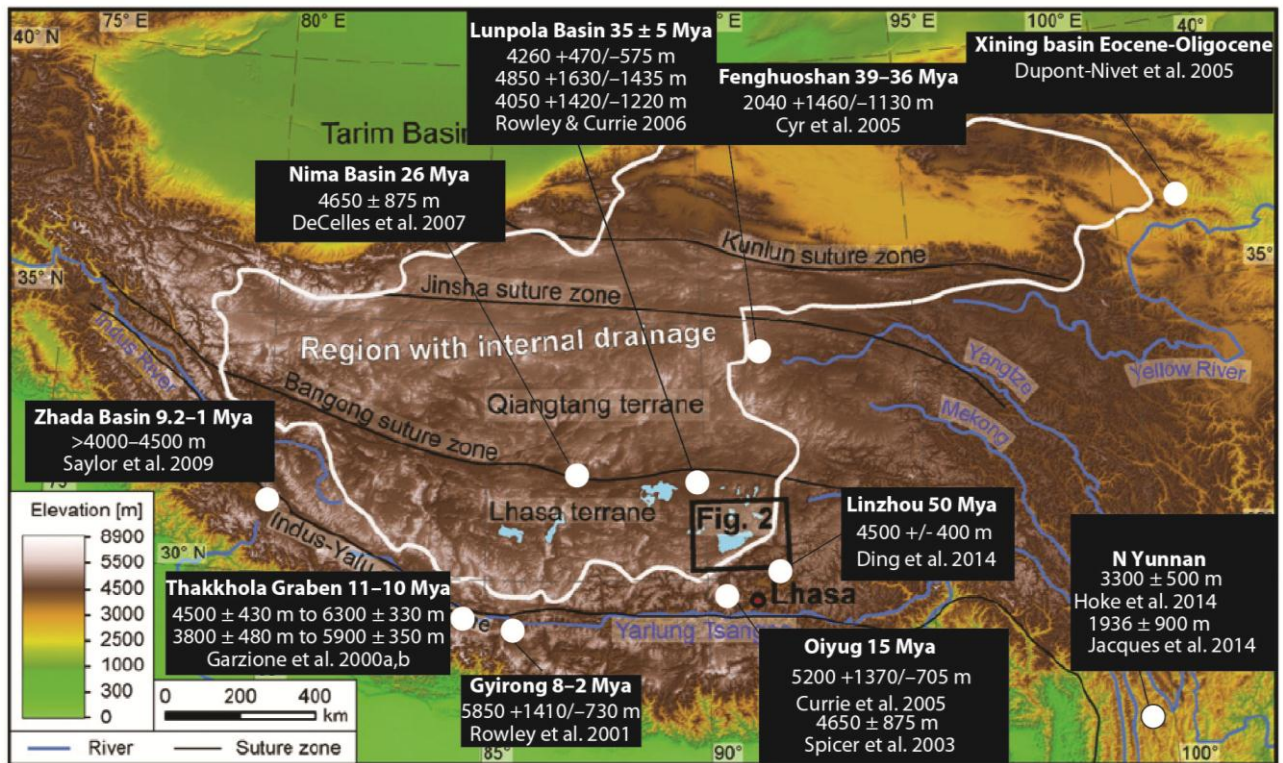 75° E
80° E
85° E
90° E
95° E
100° E
40°
40° N
Lunpola Basin 35 ± 5 Mya
4260 +470/–575 m
4850 +1630/–1435 m
4050 +1420/–1220 m
Rowley & Currie 2006
Fenghuoshan 39–36 Mya
2040 +1460/–1130 m
Cyr et al. 2005
Xining basin Eocene-Oligocene
Dupont-Nivet et al. 2005
Tarim Basin
Nima Basin 26 Mya
4650 ± 875 m
DeCelles et al. 2007
Kunlun suture zone
35° N
35°
Jinsha suture zone
Indus River
Region with internal drainage
Yangtze
Yellow River
Bangong suture zone
Qiangtang terrane
Mekong
Zhada Basin 9.2–1 Mya
>4000–4500 m
Saylor et al. 2009
Lhasa terrane
Fig. 2
Linzhou 50 Mya
4500 +/- 400 m
Ding et al. 2014
Elevation [m]
8900
5500
4500
3000
2500
1000
300
0
30° N
Indus-Yalu
Thakkhola Graben 11–10 Mya
4500 ± 430 m to 6300 ± 330 m
3800 ± 480 m to 5900 ± 350 m
Garzione et al. 2000a,b
Lhasa
Yarlung Tsangpo
N Yunnan
3300 ± 500 m
Hoke et al. 2014
1936 ± 900 m
Jacques et al. 2014
Oiyug 15 Mya
5200 +1370/–705 m
Currie et al. 2005
4650 ± 875 m
Spicer et al. 2003
Gyirong 8–2 Mya
5850 +1410/–730 m
Rowley et al. 2001
0 200 400
km
River
Suture zone
85°
90°
100°